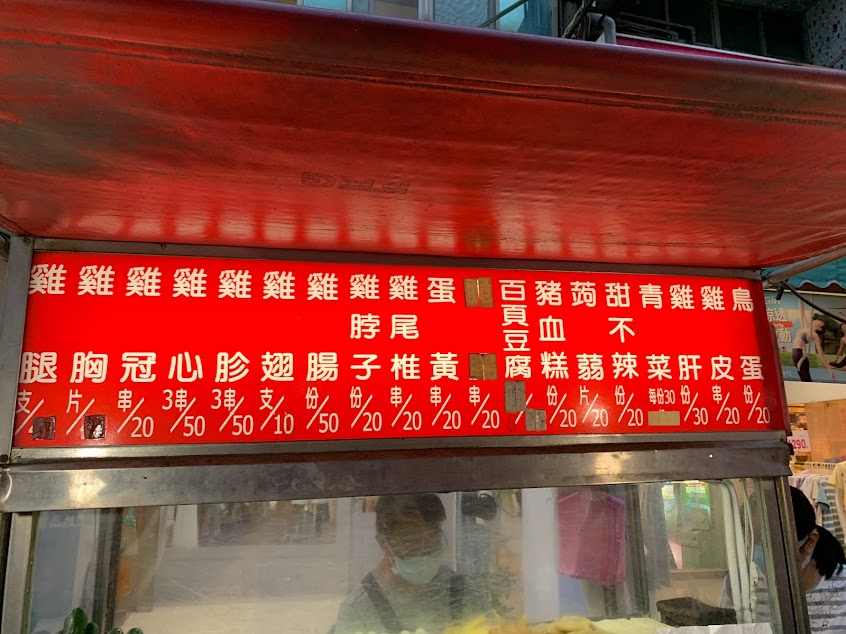 雞腿 支/
雞胸 片/
雞冠 串/20
雞心 3串/50
雞胗 3串/50
雞翅 支/10
雞腸 份/50
雞脖子 份/20
雞尾椎 串/20
蛋黃 串/20
串/20
百頁豆腐
豬血糕 份/20
蒟蒻 片/20
甜不辣 份/20
青菜 每份30
雞肝 份/30
雞皮 串/20
鳥蛋 份/20
290